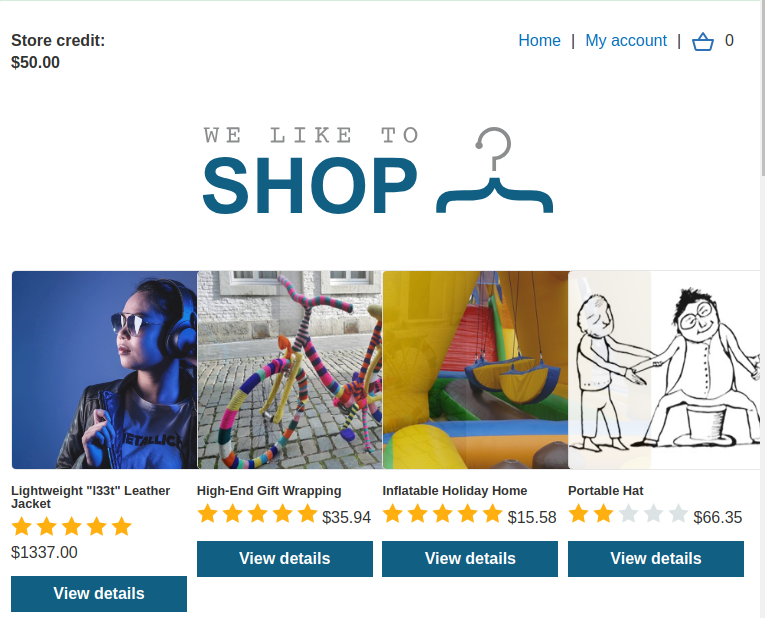 Store credit:
$50.00
Home | My account | 0
WE LIKE TO
SHOP
METALLICA
Lightweight "l33t" Leather
Jacket
$1337.00
View details
High-End Gift Wrapping
$35.94
View details
Inflatable Holiday Home
$15.58
View details
Portable Hat
$66.35
View details